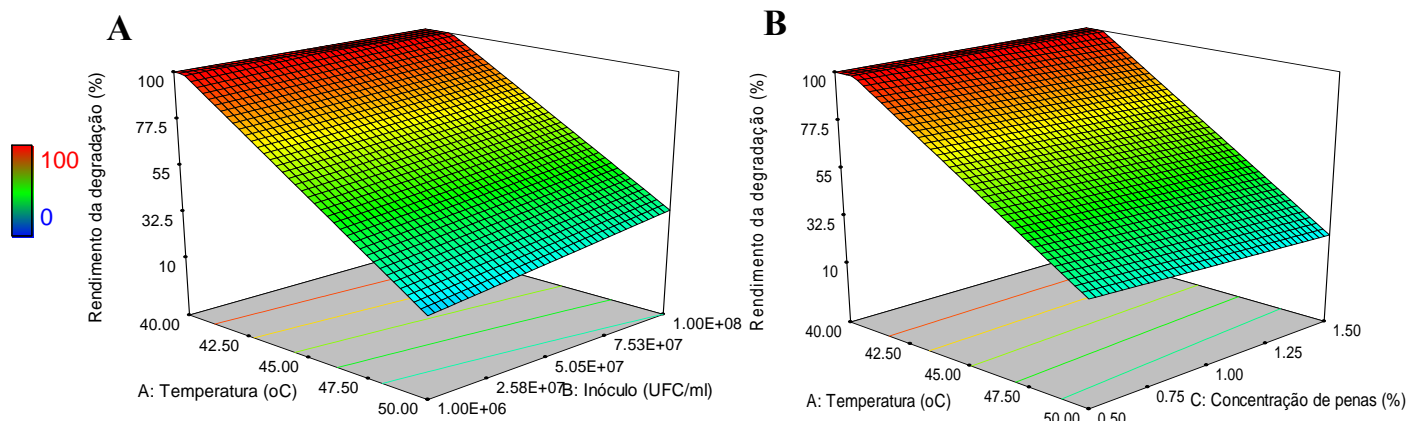 A
Rendimento da degradação (%)
100
77.5
55
32.5
10
100
0
40.00
42.50
45.00
47.50
50.00
A: Temperatura (oC)
1.00E+06
2.58E+07
5.05E+07
7.53E+07
1.00E+08
B: Inóculo (UFC/ml)
B
Rendimento da degradação (%)
100
77.5
55
32.5
10
40.00
42.50
45.00
47.50
50.00
A: Temperatura (oC)
0.50
0.75
1.00
1.25
1.50
C: Concentração de penas (%)